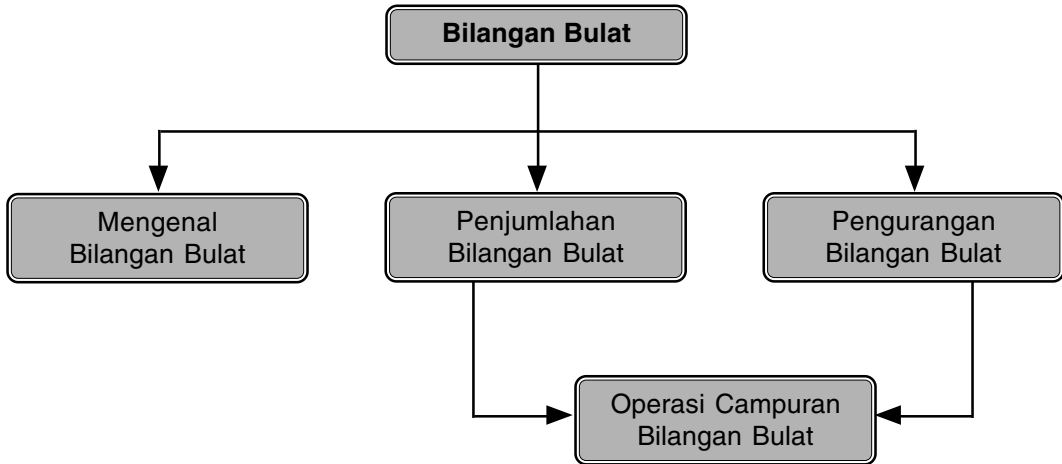 Bilangan Bulat
Mengenal
Bilangan Bulat
Penjumlahan
Bilangan Bulat
Pengurangan
Bilangan Bulat
Operasi Campuran
Bilangan Bulat